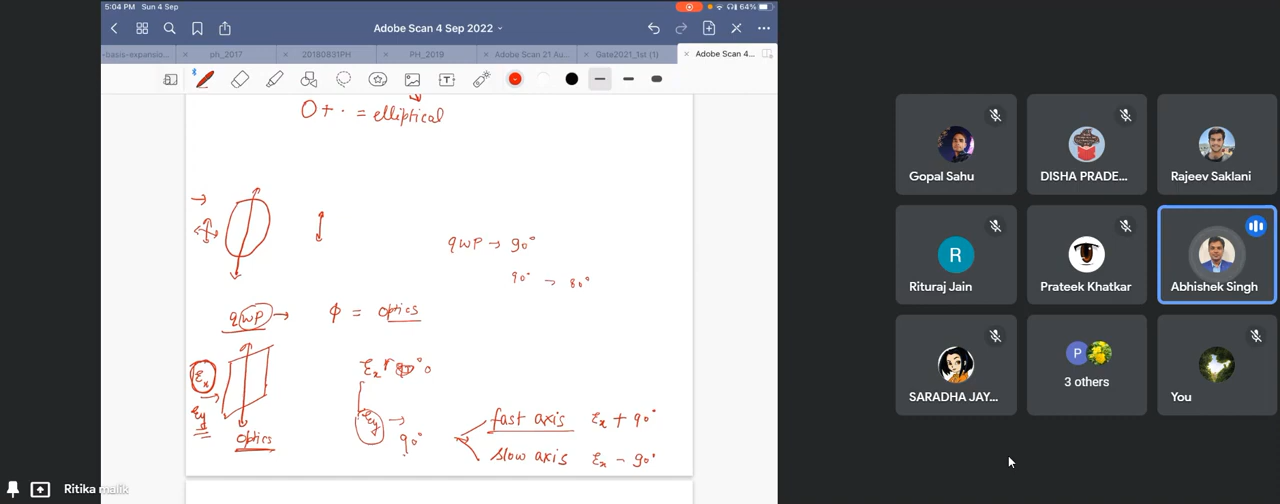 5:04 PM Sun 4 Sep
64%
Adobe Scan 4 Sep 2022
-basis-expansion...
ph_2017
20180831PH
PH_2019
Adobe Scan 21 Au...
Gate2021_1st (1)
Adobe Scan 4...
T
O + · = elliptical
qWP → 90°
90° → 80°
qWP → ϕ = optics
Ex
Ex
Ey
Ey →
90°
fast axis Ex + 90°
slow axis Ex - 90°
optics
Gopal Sahu
DISHA PRADE...
Rajeev Saklani
R
Rituraj Jain
Prateek Khatkar
Abhishek Singh
SARADHA JAY...
P
3 others
You
Ritika malik